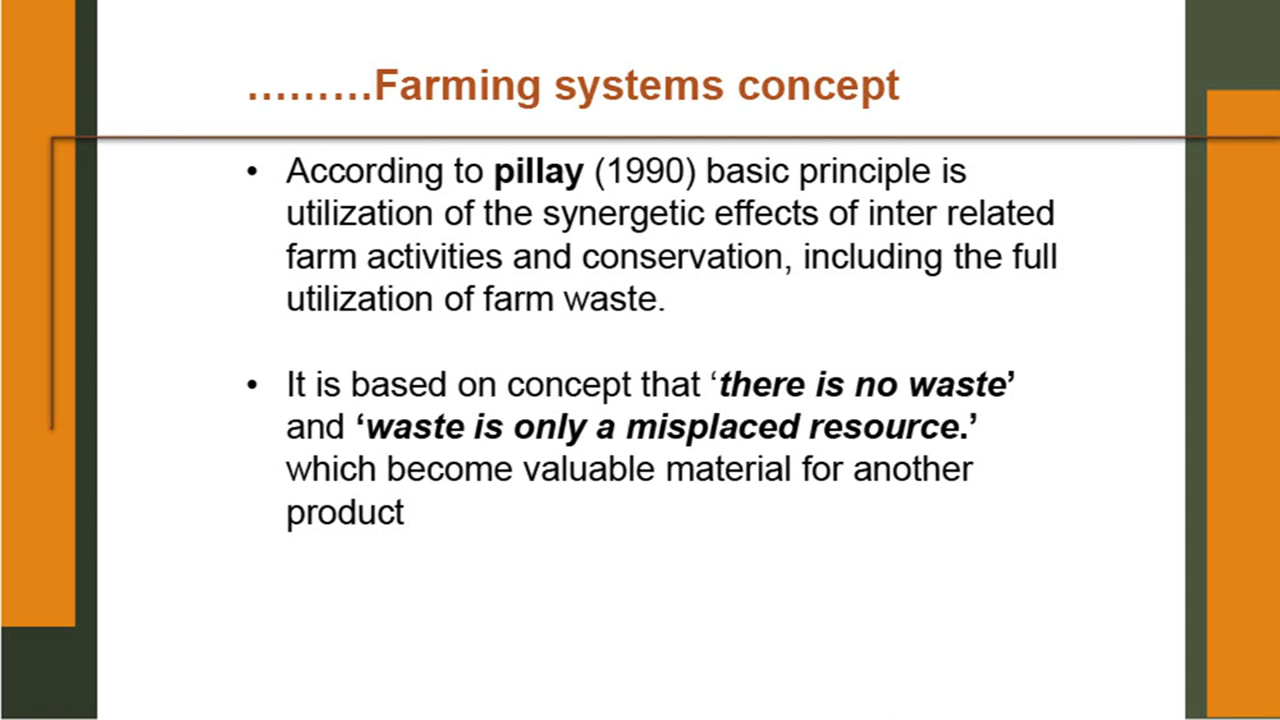 ………Farming systems concept
• According to pillay (1990) basic principle is
utilization of the synergetic effects of inter related
farm activities and conservation, including the full
utilization of farm waste.
• It is based on concept that ‘there is no waste’
and ‘waste is only a misplaced resource.’
which become valuable material for another
product